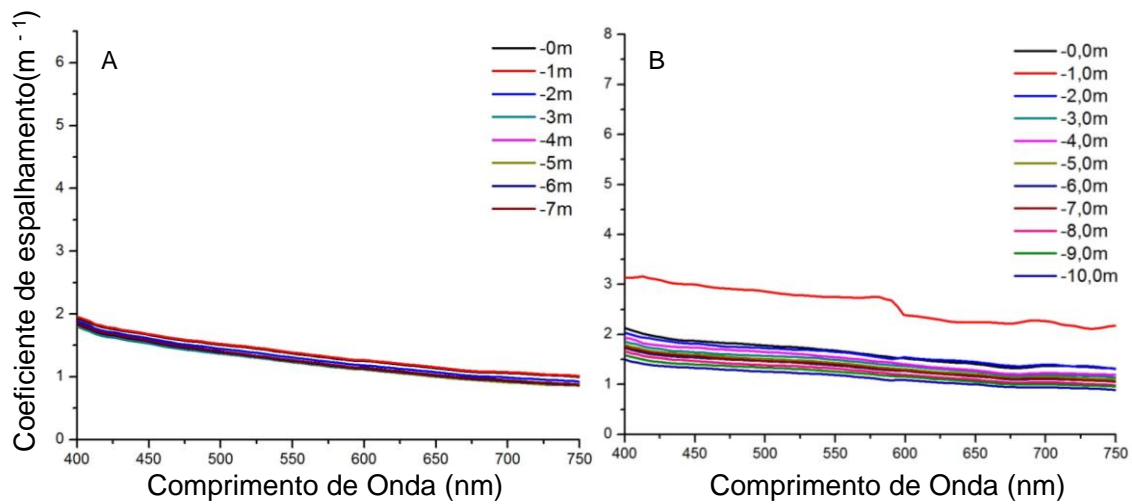 Coeficiente de espalhamento(m⁻¹)
A
6
5
4
3
2
1
0
400 450 500 550 600 650 700 750
Comprimento de Onda (nm)
-0m
-1m
-2m
-3m
-4m
-5m
-6m
-7m
B
8
7
6
5
4
3
2
1
0
400 450 500 550 600 650 700 750
Comprimento de Onda (nm)
-0,0m
-1,0m
-2,0m
-3,0m
-4,0m
-5,0m
-6,0m
-7,0m
-8,0m
-9,0m
-10,0m